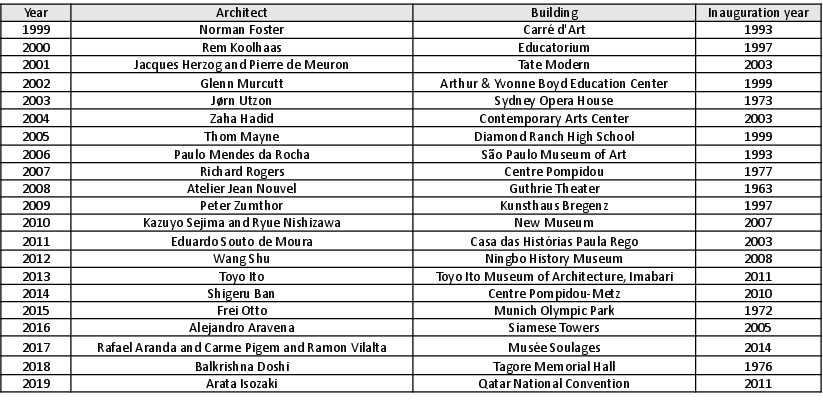 Year Architect Building Inauguration year
1999 Norman Foster Carré d'Art 1993
2000 Rem Koolhaas Educatorium 1997
2001 Jacques Herzog and Pierre de Meuron Tate Modern 2003
2002 Glenn Murcutt Arthur & Yvonne Boyd Education Center 1999
2003 Jørn Utzon Sydney Opera House 1973
2004 Zaha Hadid Contemporary Arts Center 2003
2005 Thom Mayne Diamond Ranch High School 1999
2006 Paulo Mendes da Rocha São Paulo Museum of Art 1993
2007 Richard Rogers Centre Pompidou 1977
2008 Atelier Jean Nouvel Guthrie Theater 1963
2009 Peter Zumthor Kunsthaus Bregenz 1997
2010 Kazuyo Sejima and Ryue Nishizawa New Museum 2007
2011 Eduardo Souto de Moura Casa das Histórias Paula Rego 2003
2012 Wang Shu Ningbo History Museum 2008
2013 Toyo Ito Toyo Ito Museum of Architecture, Imabari 2011
2014 Shigeru Ban Centre Pompidou-Metz 2010
2015 Frei Otto Munich Olympic Park 1972
2016 Alejandro Aravena Siamese Towers 2005
2017 Rafael Aranda and Carme Pigem and Ramon Vilalta Musée Soulages 2014
2018 Balkrishna Doshi Tagore Memorial Hall 1976
2019 Arata Isozaki Qatar National Convention 2011